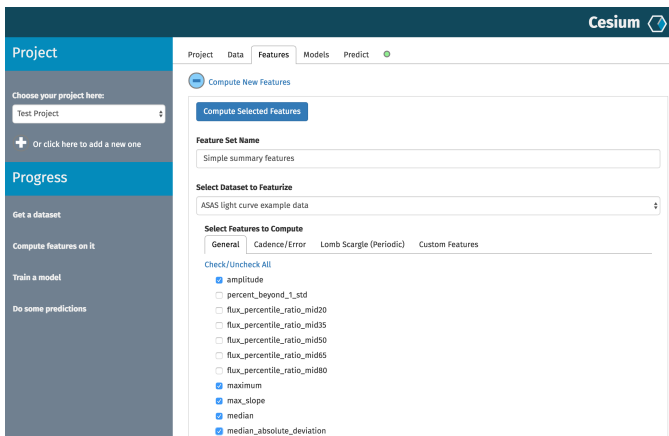 Cesium
Project
Choose your project here:
Test Project
Or click here to add a new one
Progress
Get a dataset
Compute features on it
Train a model
Do some predictions
Project Data Features Models Predict
Compute New Features
Compute Selected Features
Feature Set Name
Simple summary features
Select Dataset to Featurize
ASAS light curve example data
Select Features to Compute
General Cadence/Error Lomb Scargle (Periodic) Custom Features
Check/Uncheck All
amplitude
percent_beyond_1_std
flux_percentile_ratio_mid20
flux_percentile_ratio_mid35
flux_percentile_ratio_mid50
flux_percentile_ratio_mid65
flux_percentile_ratio_mid80
maximum
max_slope
median
median_absolute_deviation